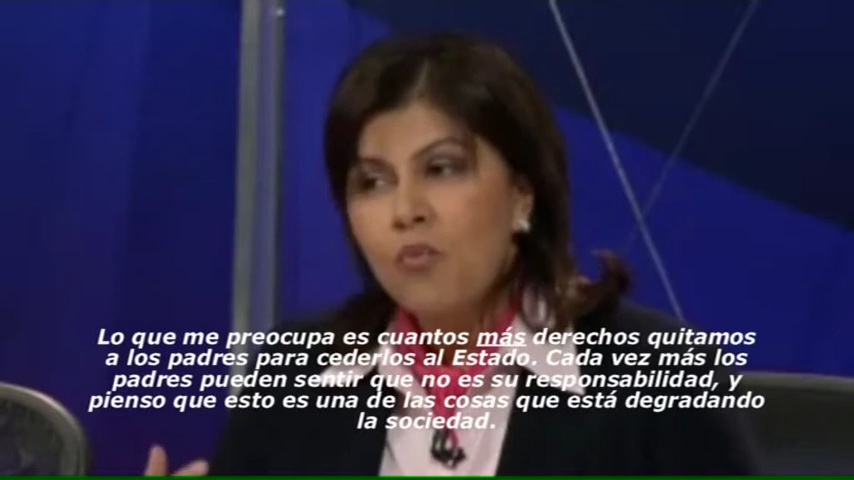 Lo que me preocupa es cuantos más derechos quitamos
a los padres para cederlos al Estado. Cada vez más los
padres pueden sentir que no es su responsabilidad, y
pienso que esto es una de las cosas que está degradando
la sociedad.